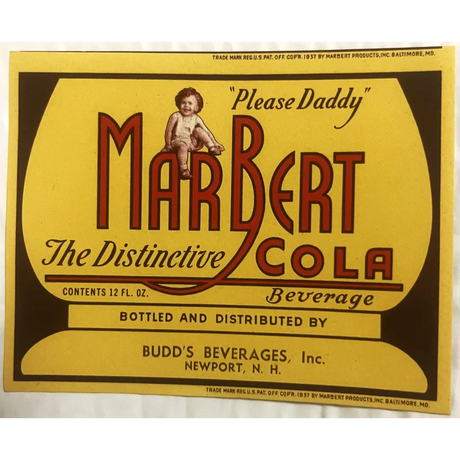 TRADE MARK REG.U.S.PAT. OFF. COP'R. 1937 BY MARBERT PRODUCTS,INC. BALTIMORE, MD.
"Please Daddy"
MARBERT
The Distinctive COLA
CONTENTS 12 FL. OZ. Beverage
BOTTLED AND DISTRIBUTED BY
BUDD'S BEVERAGES, Inc.
NEWPORT, N. H.
TRADE MARK REG.U.S.PAT. OFF. COP'R. 1937 BY MARBERT PRODUCTS,INC. BALTIMORE, MD.